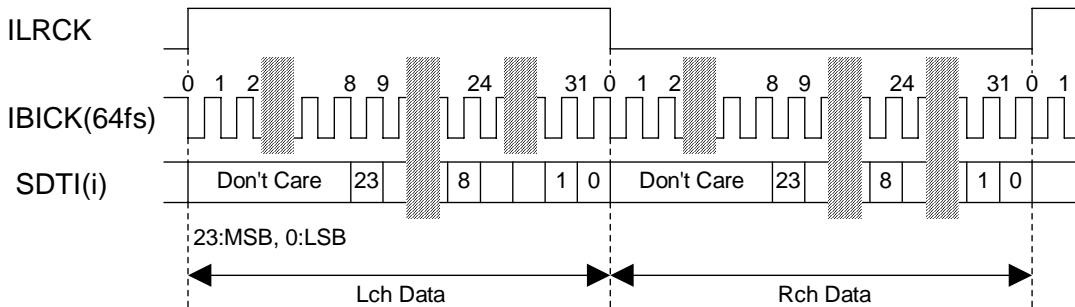 ILRCK
0 1 2 8 9 24 31 0 1 2 8 9 24 31 0 1
IBICK(64fs)
SDTI(i) Don't Care 23 8 1 0 Don't Care 23 8 1 0
23:MSB, 0:LSB
Lch Data Rch Data